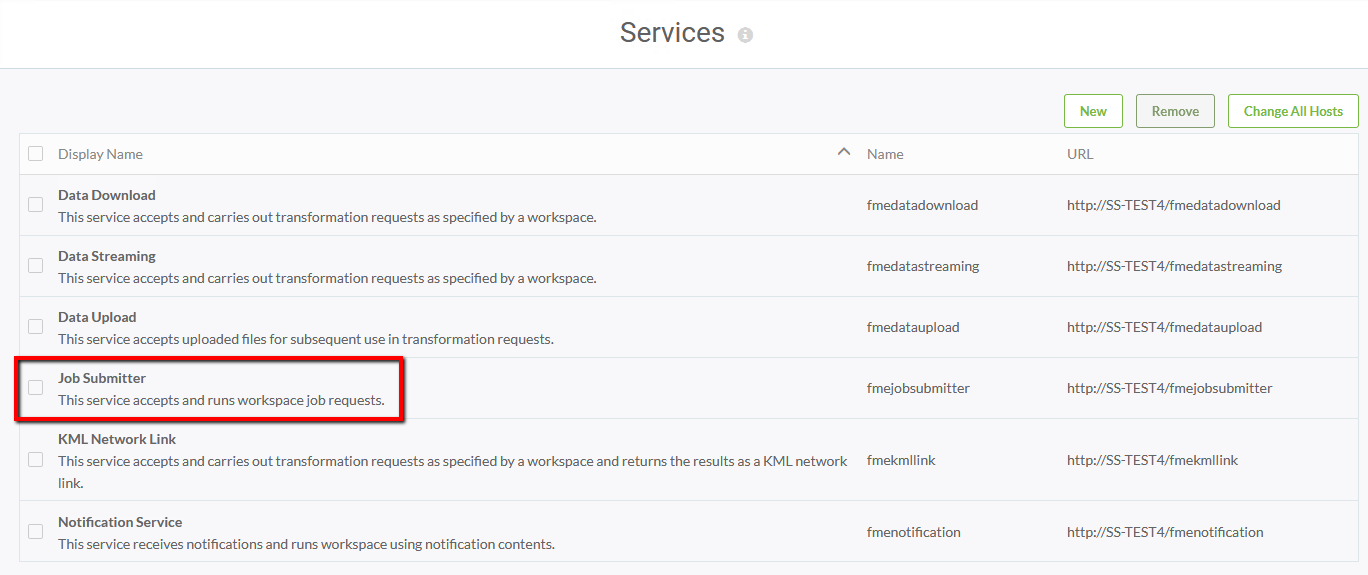 Services
New Remove Change All Hosts
Display Name Name URL
Data Download
This service accepts and carries out transformation requests as specified by a workspace. fmedatadownload http://SS-TEST4/fmedatadownload
Data Streaming
This service accepts and carries out transformation requests as specified by a workspace. fmedatastreaming http://SS-TEST4/fmedatastreaming
Data Upload
This service accepts uploaded files for subsequent use in transformation requests. fmedataupload http://SS-TEST4/fmedataupload
Job Submitter
This service accepts and runs workspace job requests. fmejobsubmitter http://SS-TEST4/fmejobsubmitter
KML Network Link
This service accepts and carries out transformation requests as specified by a workspace and returns the results as a KML network fmekmllink http://SS-TEST4/fmekmllink
link.
Notification Service
This service receives notifications and runs workspace using notification contents. fmenotification http://SS-TEST4/fmenotification